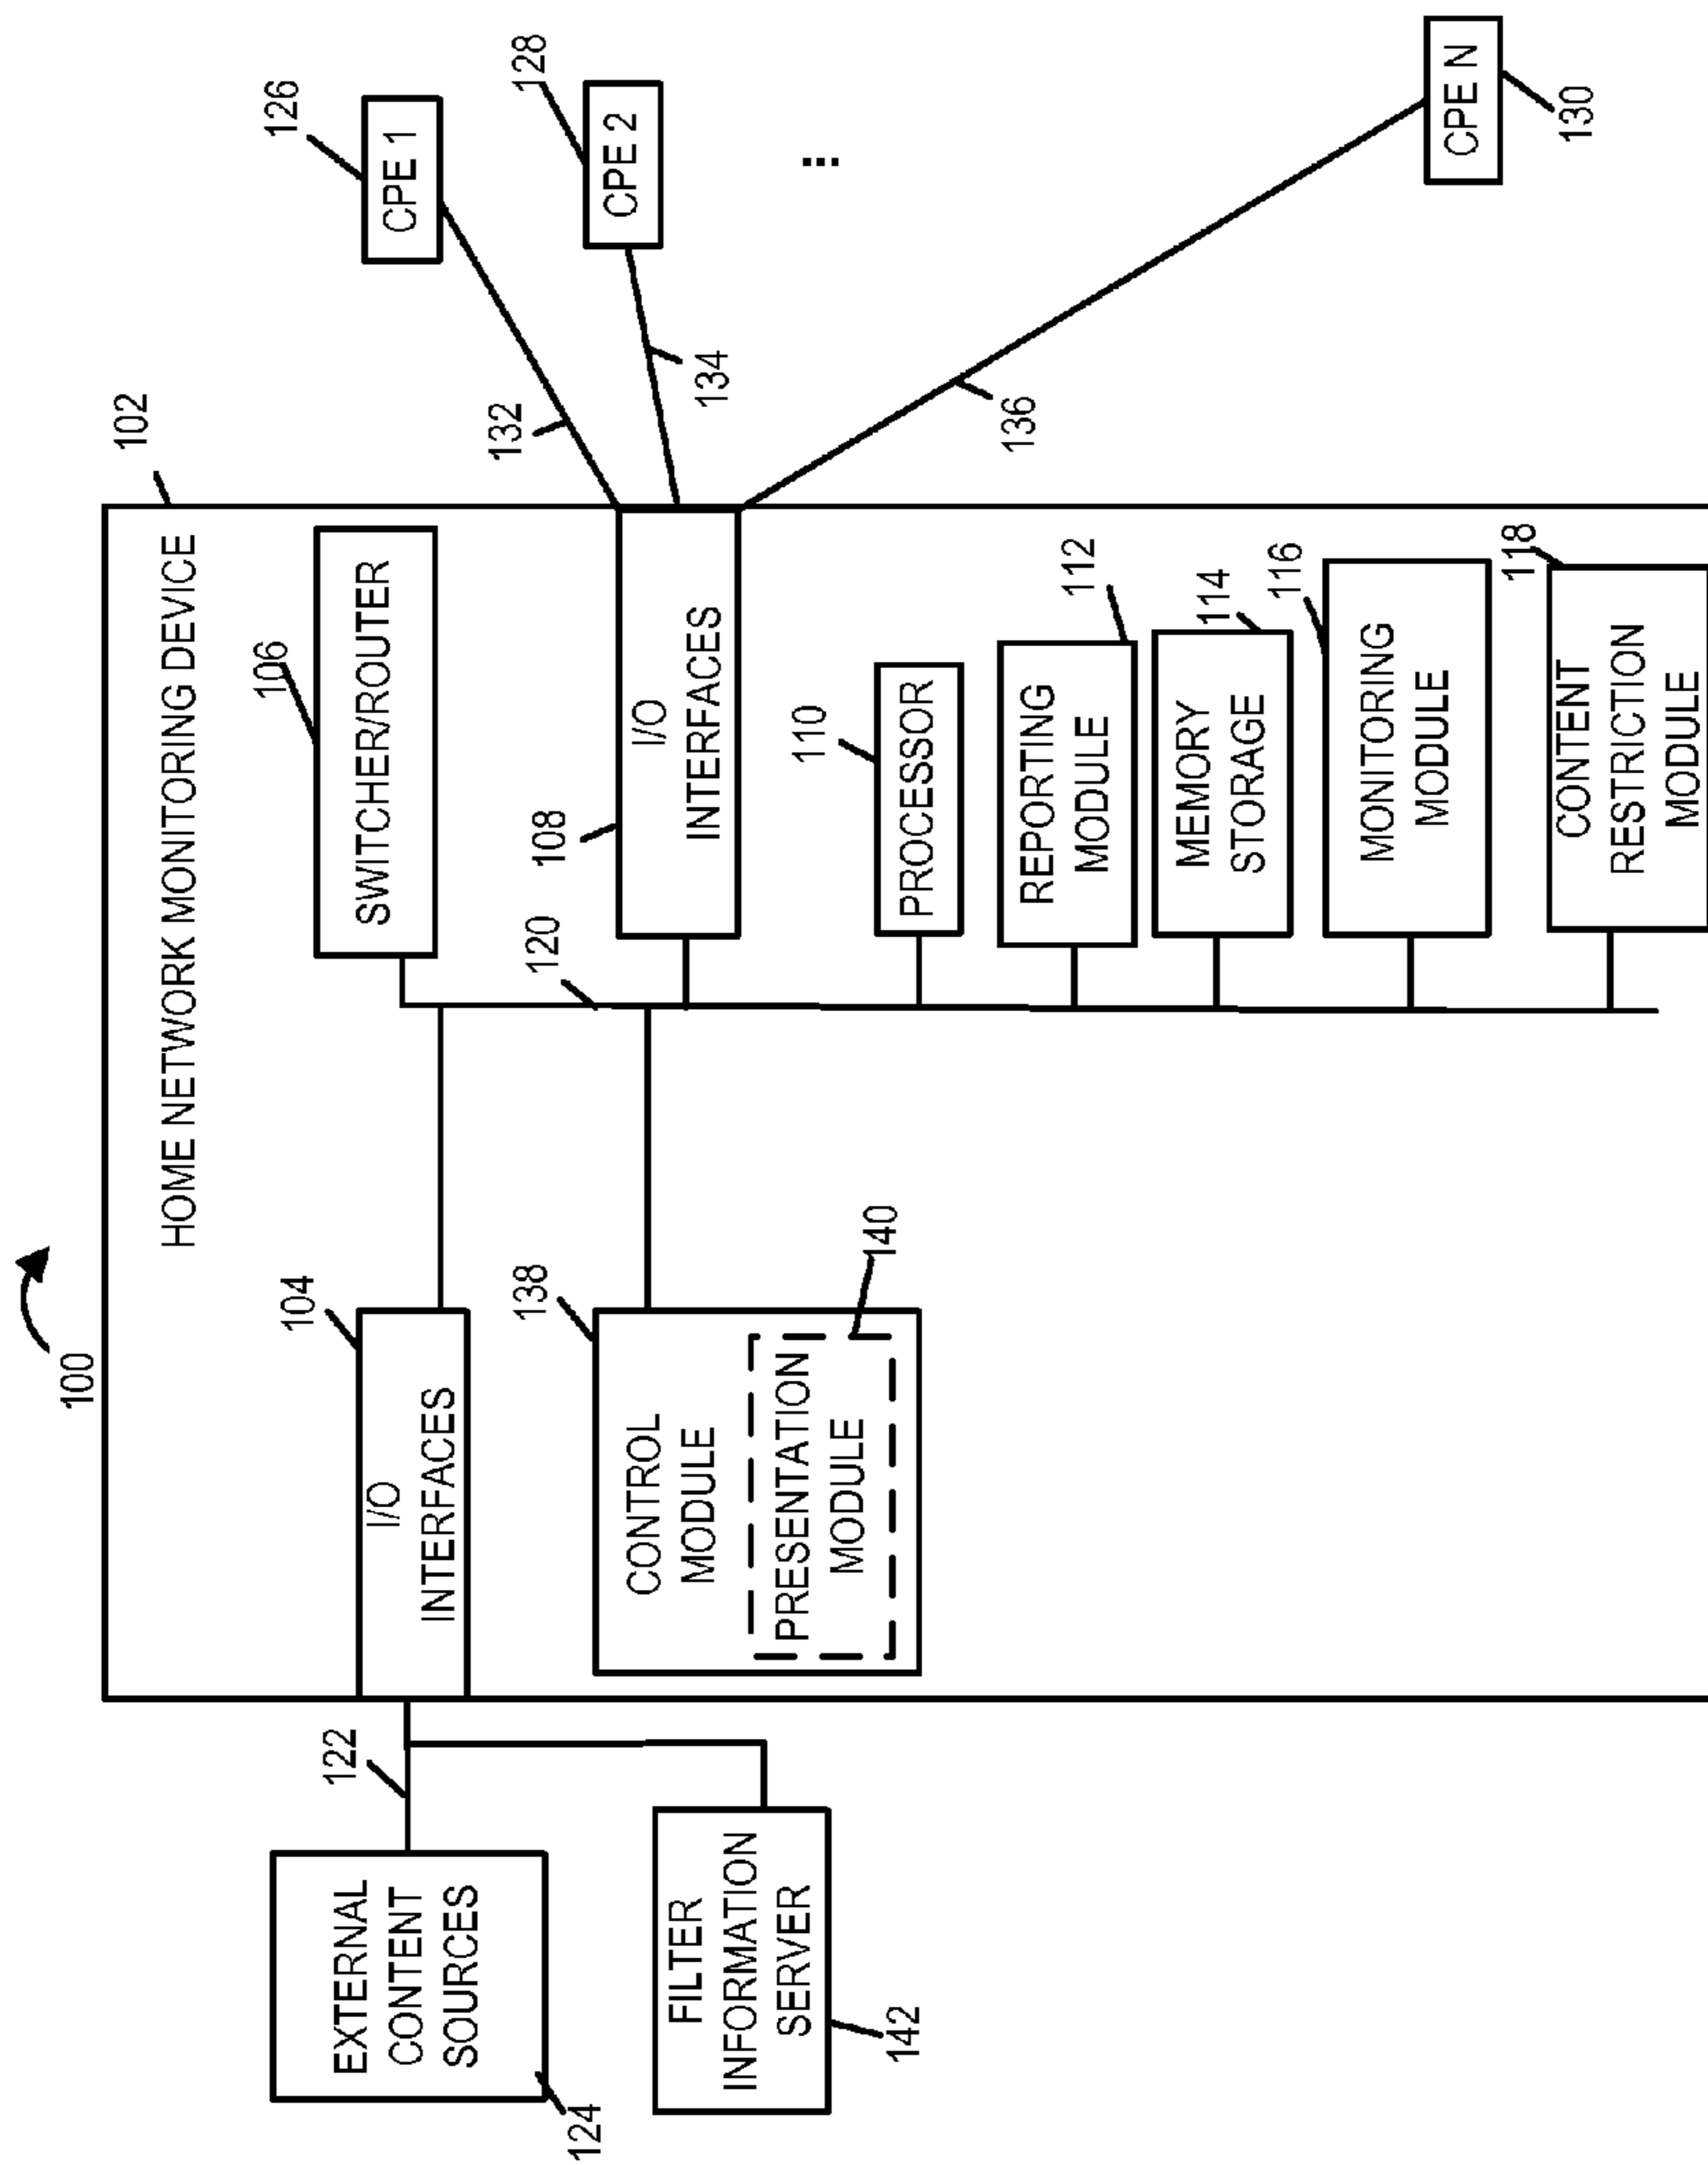 100
HOME NETWORK MONITORING DEVICE
102
126
CPE 1
128
CPE 2
...
CPE N
130
132
134
136
104
I/O
INTERFACES
106
SWITCHER/ROUTER
108
I/O
INTERFACES
120
122
EXTERNAL
CONTENT
SOURCES
124
138
CONTROL
MODULE
PRESENTATION
MODULE
140
FILTER
INFORMATION
SERVER
142
110
PROCESSOR
112
REPORTING
MODULE
114
MEMORY
STORAGE
116
MONITORING
MODULE
118
CONTENT
RESTRICTION
MODULE